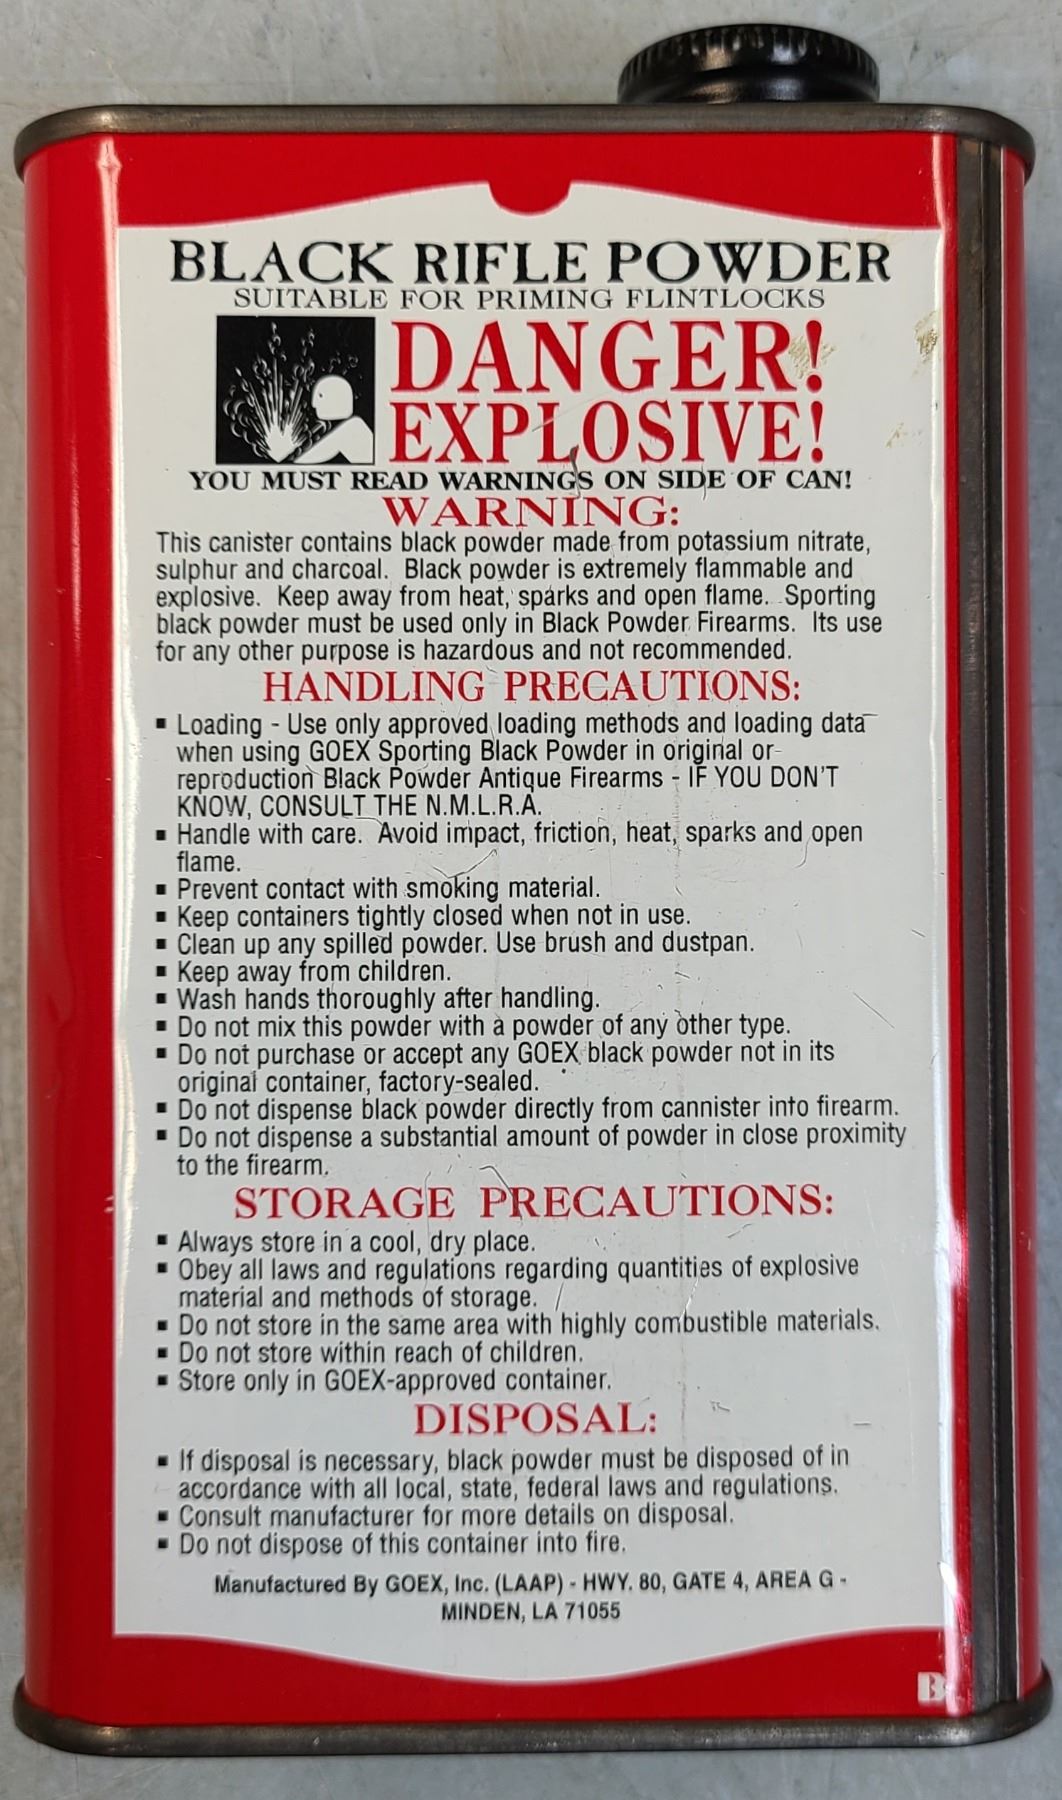 BLACK RIFLE POWDER
SUITABLE FOR PRIMING FLINTLOCKS
DANGER!
EXPLOSIVE!
YOU MUST READ WARNINGS ON SIDE OF CAN!
WARNING:
This canister contains black powder made from potassium nitrate,
sulphur and charcoal. Black powder is extremely flammable and
explosive. Keep away from heat, sparks and open flame. Sporting
black powder must be used only in Black Powder Firearms. Its use
for any other purpose is hazardous and not recommended.
HANDLING PRECAUTIONS:
▪ Loading - Use only approved loading methods and loading data
when using GOEX Sporting Black Powder in original or
reproduction Black Powder Antique Firearms - IF YOU DON'T
KNOW, CONSULT THE N.M.L.R.A.
▪ Handle with care. Avoid impact, friction, heat, sparks and open
flame.
▪ Prevent contact with smoking material.
▪ Keep containers tightly closed when not in use.
▪ Clean up any spilled powder. Use brush and dustpan.
▪ Keep away from children.
▪ Wash hands thoroughly after handling.
▪ Do not mix this powder with a powder of any other type.
▪ Do not purchase or accept any GOEX black powder not in its
original container, factory-sealed.
▪ Do not dispense black powder directly from cannister into firearm.
▪ Do not dispense a substantial amount of powder in close proximity
to the firearm.
STORAGE PRECAUTIONS:
▪ Always store in a cool, dry place.
▪ Obey all laws and regulations regarding quantities of explosive
material and methods of storage.
▪ Do not store in the same area with highly combustible materials.
▪ Do not store within reach of children.
▪ Store only in GOEX-approved container.
DISPOSAL:
▪ If disposal is necessary, black powder must be disposed of in
accordance with all local, state, federal laws and regulations.
▪ Consult manufacturer for more details on disposal.
▪ Do not dispose of this container into fire.
Manufactured By GOEX, Inc. (LAAP) - HWY. 80, GATE 4, AREA G -
MINDEN, LA 71055